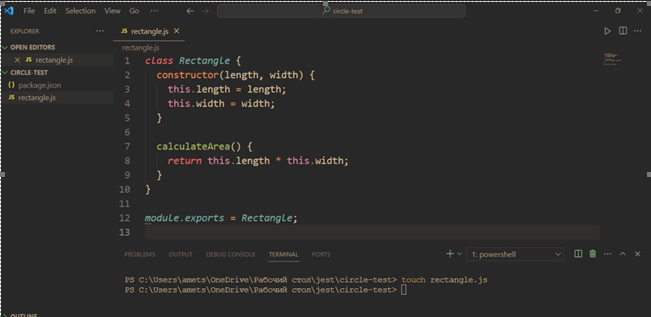 File Edit Selection View Go ··· circle-test
EXPLORER ···
OPEN EDITORS
JS rectangle.js
CIRCLE-TEST
{} package.json
JS rectangle.js
JS rectangle.js
rectangle.js
1 class Rectangle {
2 constructor(length, width) {
3 this.length = length;
4 this.width = width;
5 }
6
7 calculateArea() {
8 return this.length * this.width;
9 }
10 }
11
12 module.exports = Rectangle;
13
PROBLEMS OUTPUT DEBUG CONSOLE TERMINAL PORTS 1: powershell
PS C:\Users\amets\OneDrive\Рабочий стол\jest\circle-test> touch rectangle.js
PS C:\Users\amets\OneDrive\Рабочий стол\jest\circle-test>
OUTLINE